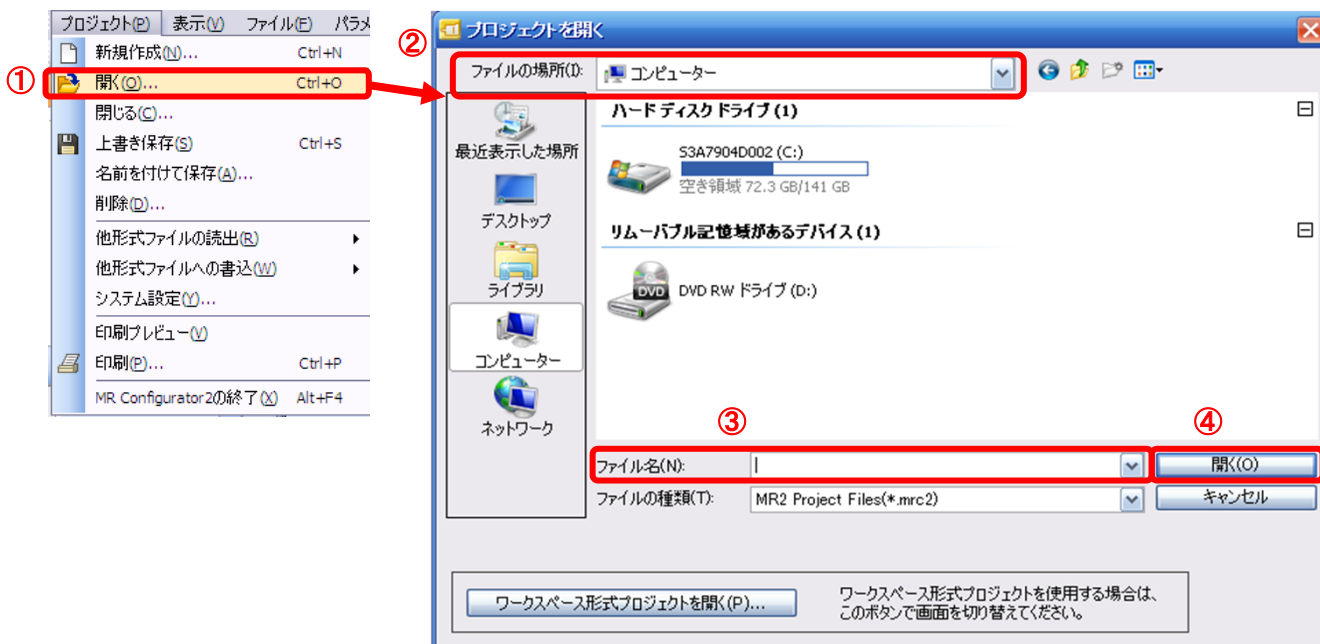 プロジェクト(P) 表示(V) ファイル(F) パラメ
新規作成(N)... Ctrl+N
①
開く(O)... Ctrl+O
閉じる(C)...
上書き保存(S) Ctrl+S
名前を付けて保存(A)...
削除(D)...
他形式ファイルの読出(R)
他形式ファイルへの書込(W)
システム設定(Y)...
印刷プレビュー(V)
印刷(P)... Ctrl+P
MR Configurator2の終了(X) Alt+F4
プロジェクトを開く
②
ファイルの場所(I): コンピューター
最近表示した場所
デスクトップ
ライブラリ
コンピューター
ネットワーク
ハード ディスク ドライブ (1)
S3A7904D002 (C:)
空き領域 72.3 GB/141 GB
リムーバブル記憶域があるデバイス (1)
DVD
DVD RW ドライブ (D:)
③
④
ファイル名(N): 開く(O)
ファイルの種類(T): MR2 Project Files(*.mrc2) キャンセル
ワークスペース形式プロジェクトを開く(P)...
ワークスペース形式プロジェクトを使用する場合は、
このボタンで画面を切り替えてください。